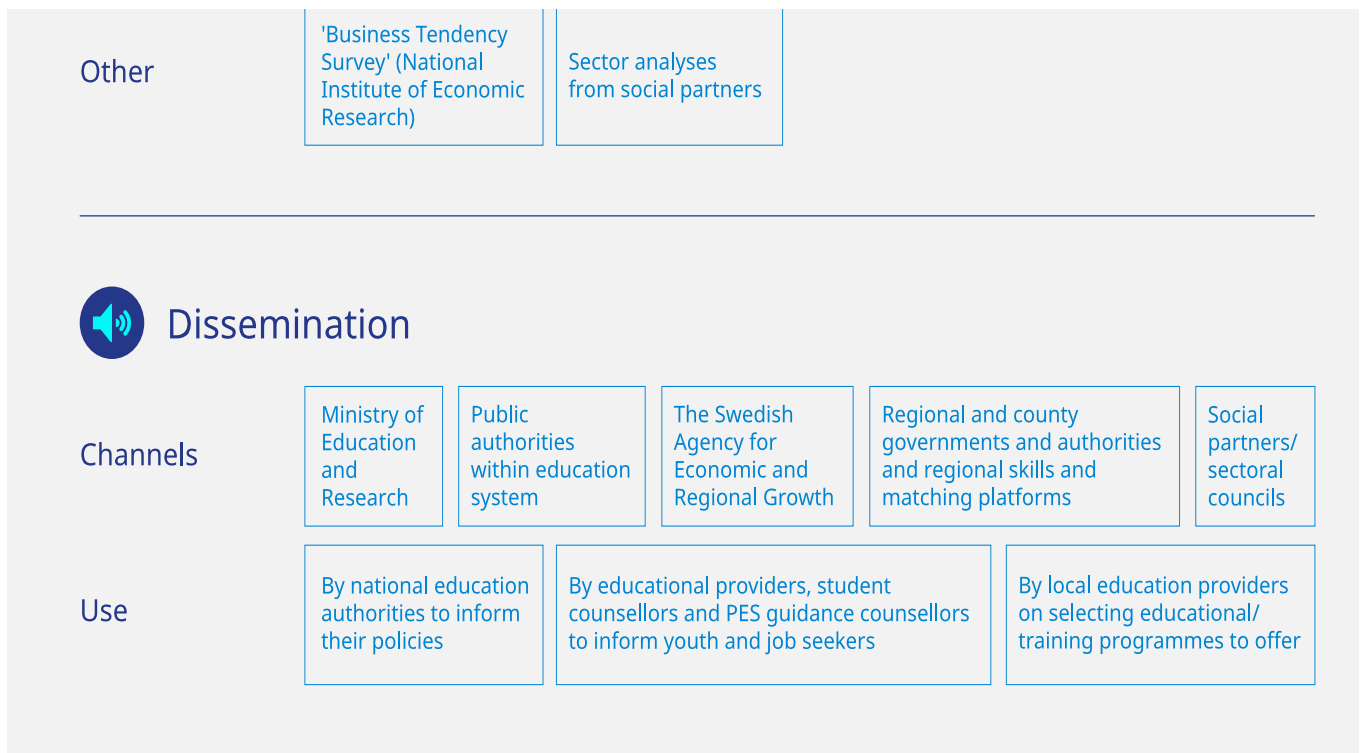 Other
'Business Tendency
Survey' (National
Institute of Economic
Research)
Sector analyses
from social partners
Dissemination
Channels
Ministry of
Education
and
Research
Public
authorities
within education
system
The Swedish
Agency for
Economic and
Regional Growth
Regional and county
governments and authorities
and regional skills and
matching platforms
Social
partners/
sectoral
councils
Use
By national education
authorities to inform
their policies
By educational providers, student
counsellors and PES guidance counsellors
to inform youth and job seekers
By local education providers
on selecting educational/
training programmes to offer